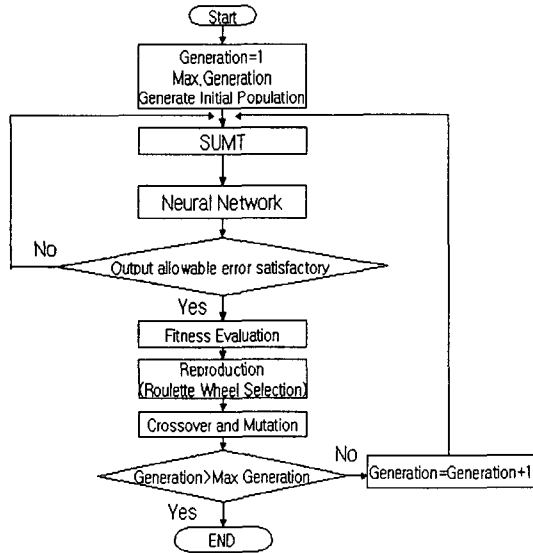 Start
Generation=1
Max.Generation
Generate Initial Population
SUMT
Neural Network
No
Output allowable error satisfactory
Yes
Fitness Evaluation
Reproduction
(Roulette Wheel Selection)
Crossover and Mutation
No
Generation>Max Generation
Generation=Generation+1
Yes
END